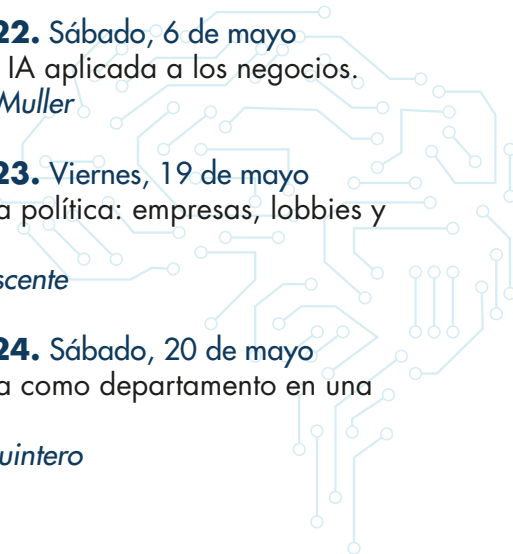 22. Sábado, 6 de mayo
IA aplicada a los negocios.
Muller
23. Viernes, 19 de mayo
a política: empresas, lobbies y
scente
24. Sábado, 20 de mayo
a como departamento en una
uintero